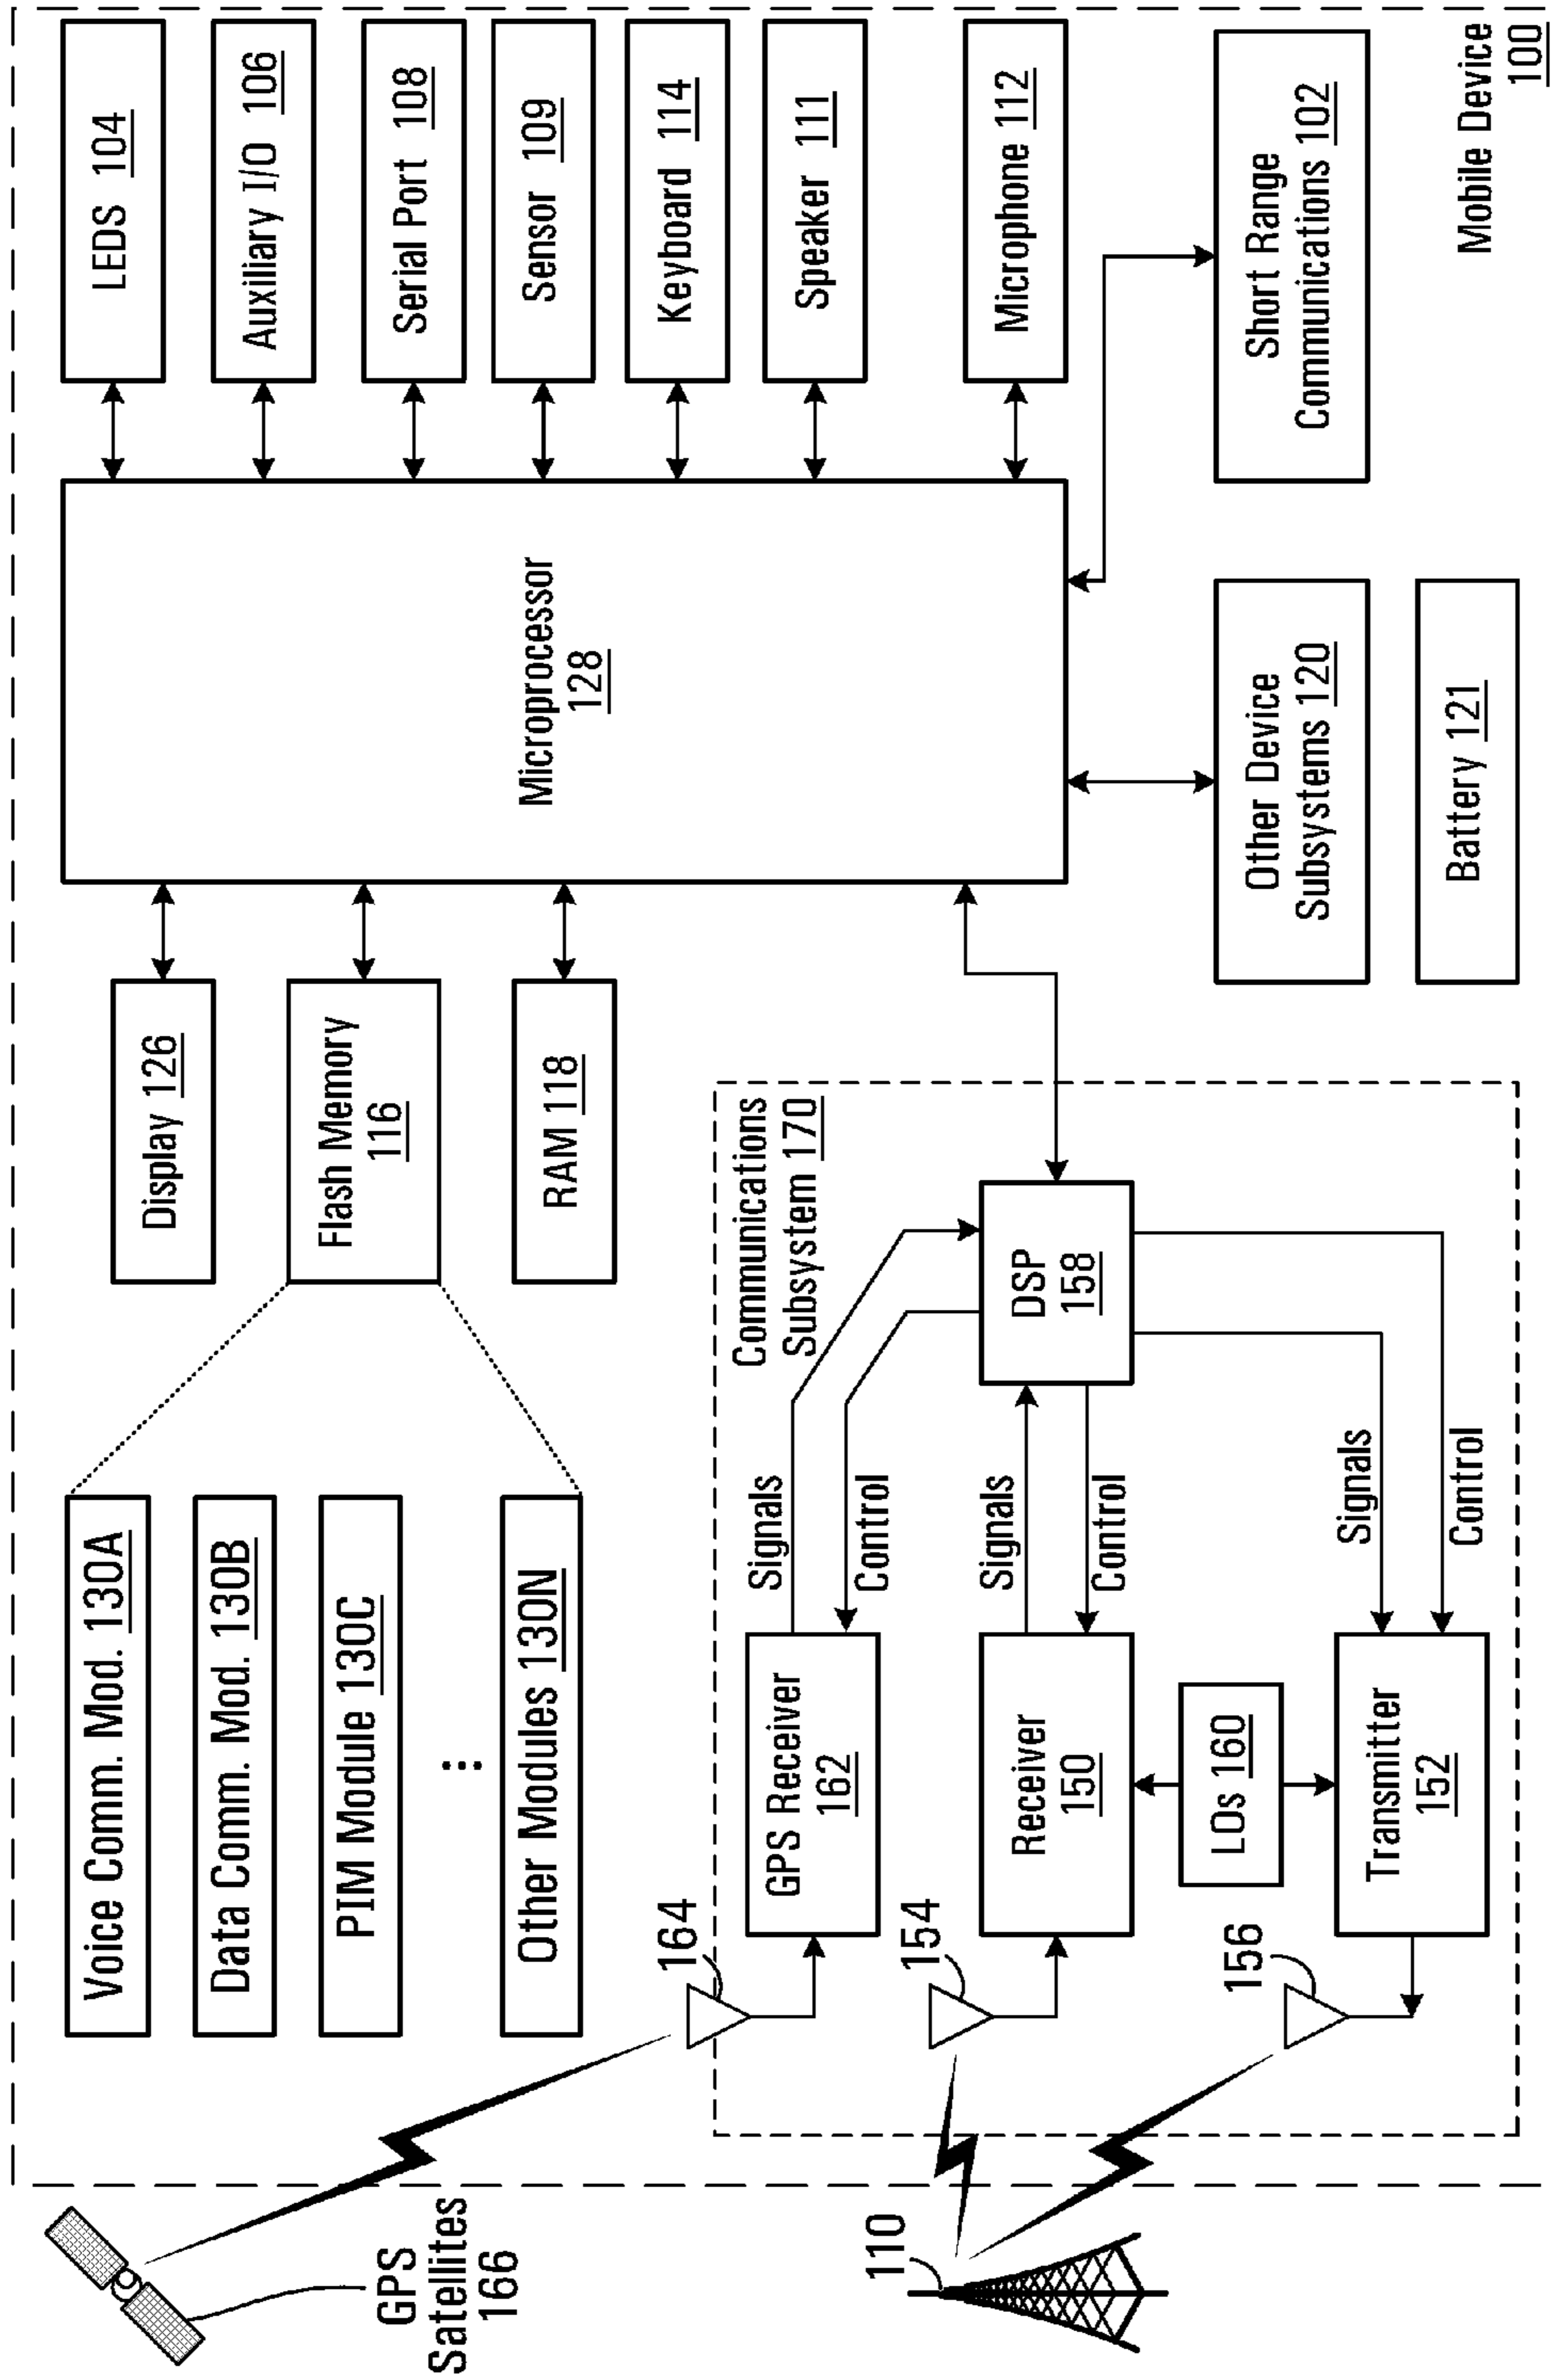 LEDS 104
Auxiliary I/O 106
Serial Port 108
Sensor 109
Keyboard 114
Speaker 111
Microphone 112
Short Range
Communications 102
Mobile Device
100
Microprocessor
128
Other Device
Subsystems 120
Battery 121
Display 126
Flash Memory
116
RAM 118
Voice Comm. Mod. 130A
Data Comm. Mod. 130B
PIM Module 130C
...
Other Modules 130N
Communications
Subsystem 170
DSP
158
Signals
Control
Signals
Control
Signals
Control
GPS Receiver
162
Receiver
150
LOs 160
Transmitter
152
164
154
156
GPS
Satellites
166
110